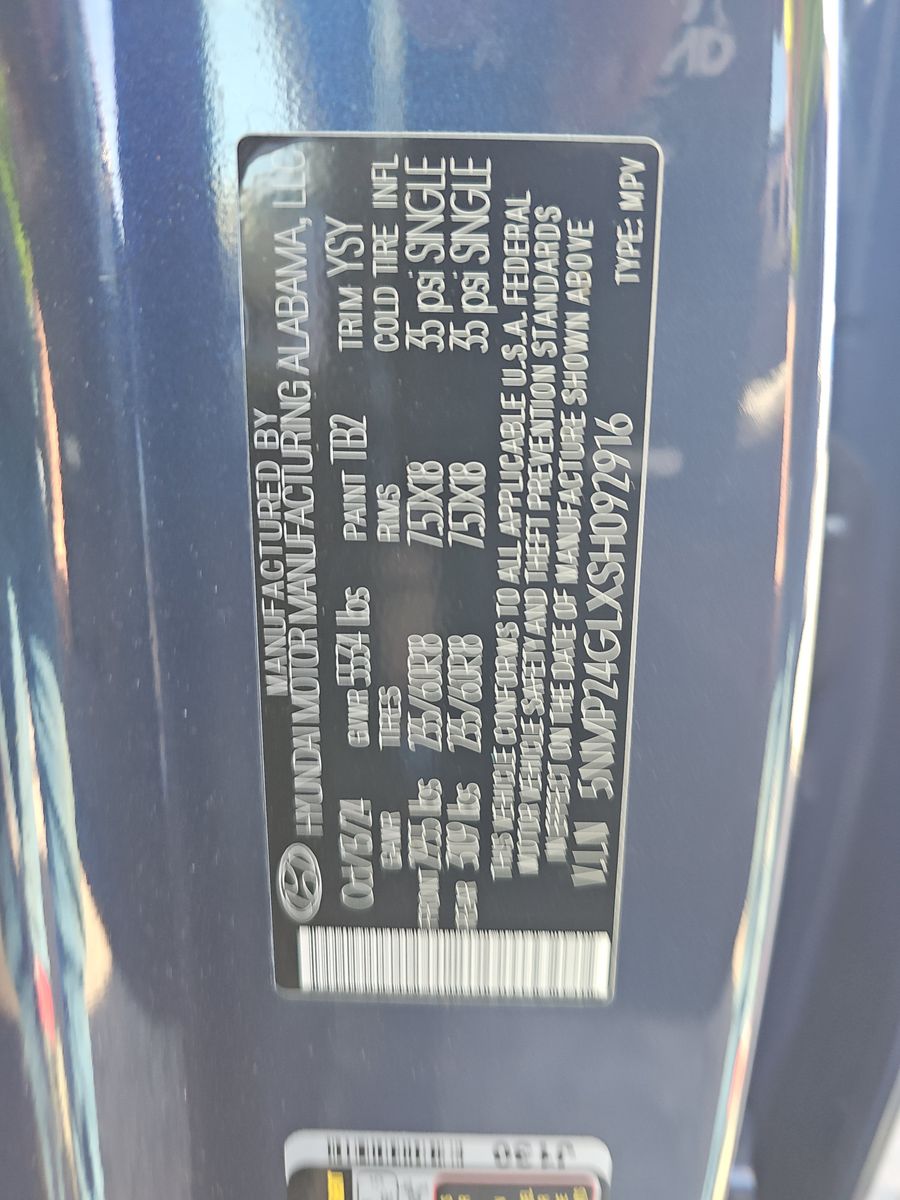 MANUFACTURED BY
HYUNDAI MOTOR MANUFACTURING ALABAMA, LLC
GVWR 5534 lbs PAINT TB2 TRIM YSY
GAWR TIRES RIMS COLD TIRE INFL
lbs 235/60R18 7.5JX18 35 psi SINGLE
lbs 235/60R18 7.5JX18 35 psi SINGLE
THIS VEHICLE CONFORMS TO ALL APPLICABLE U.S.A. FEDERAL
MOTOR VEHICLE SAFETY AND THEFT PREVENTION STANDARDS
IN EFFECT ON THE DATE OF MANUFACTURE SHOWN ABOVE
V.I.N 5NMP24GLXSH092916
TYPE: MPV